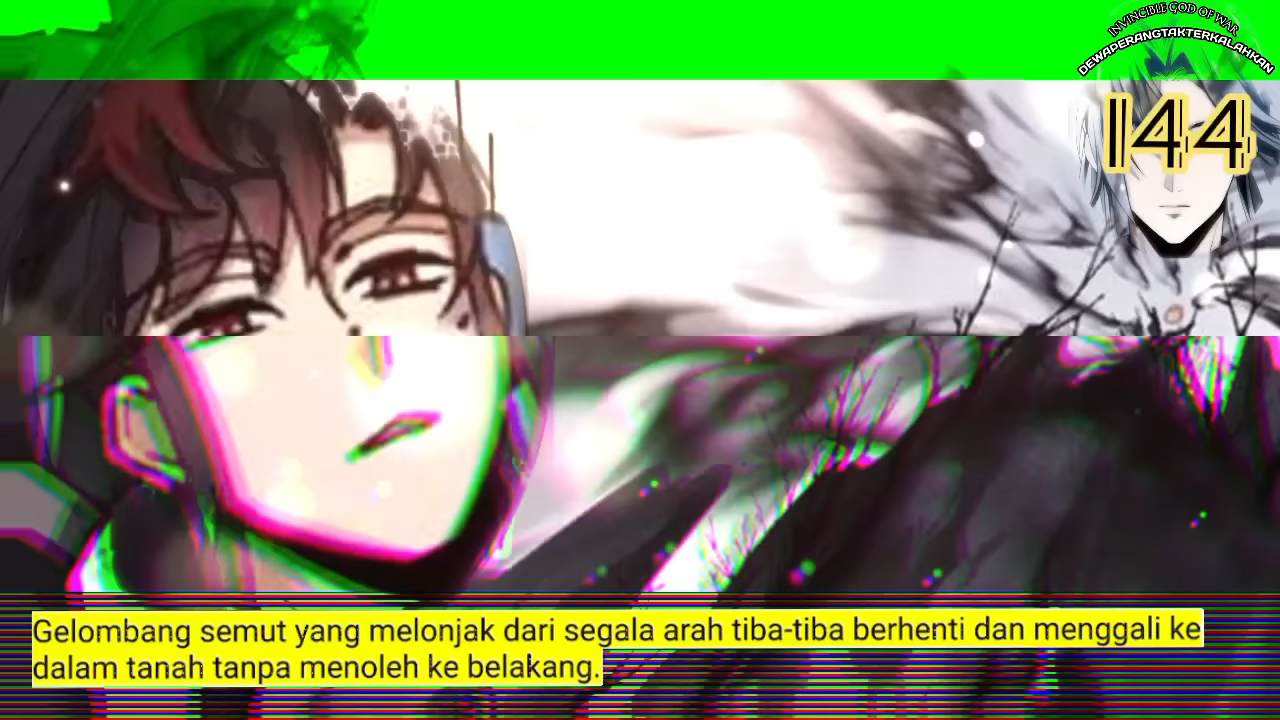 INVINCIBLE GOD OF WAR
DEWAPERANGTAKTERKALAHKAN
144
Gelombang semut yang melonjak dari segala arah tiba-tiba berhenti dan menggali ke
dalam tanah tanpa menoleh ke belakang.